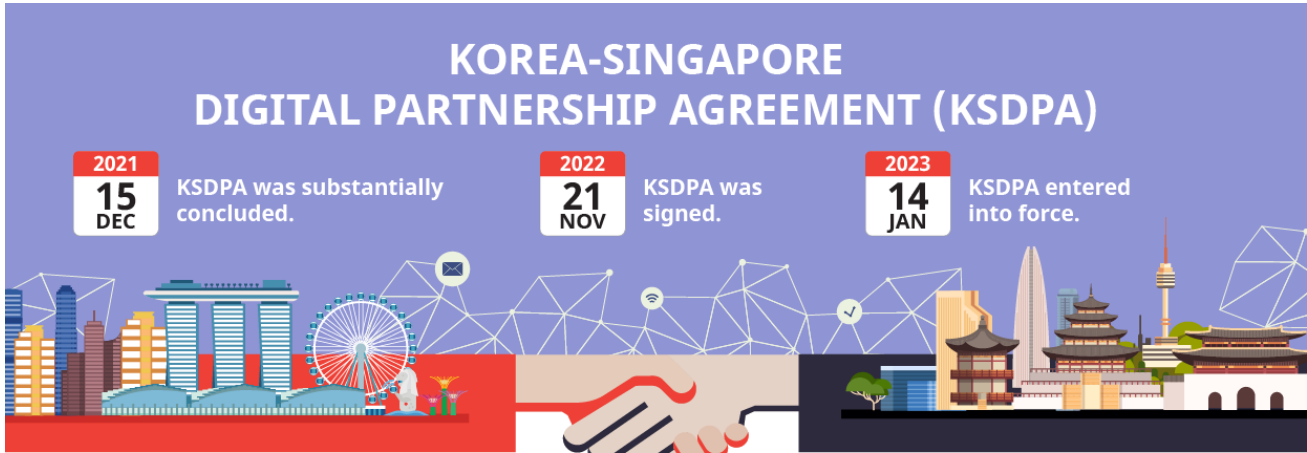 KOREA-SINGAPORE
DIGITAL PARTNERSHIP AGREEMENT (KSDPA)
2021
15
DEC
KSDPA was substantially
concluded.
2022
21
NOV
KSDPA was
signed.
2023
14
JAN
KSDPA entered
into force.